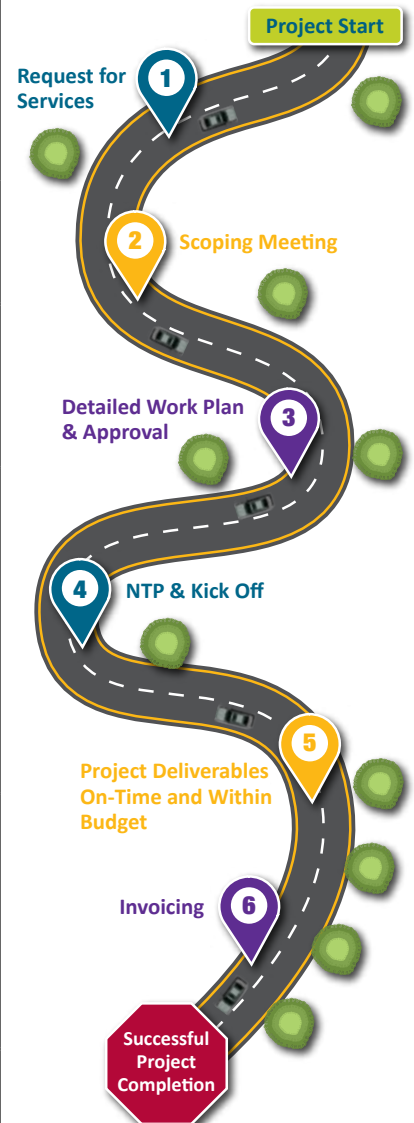 Project Start
1
Request for
Services
2
Scoping Meeting
Detailed Work Plan
& Approval
3
4
NTP & Kick Off
5
Project Deliverables
On-Time and Within
Budget
Invoicing
6
Successful
Project
Completion